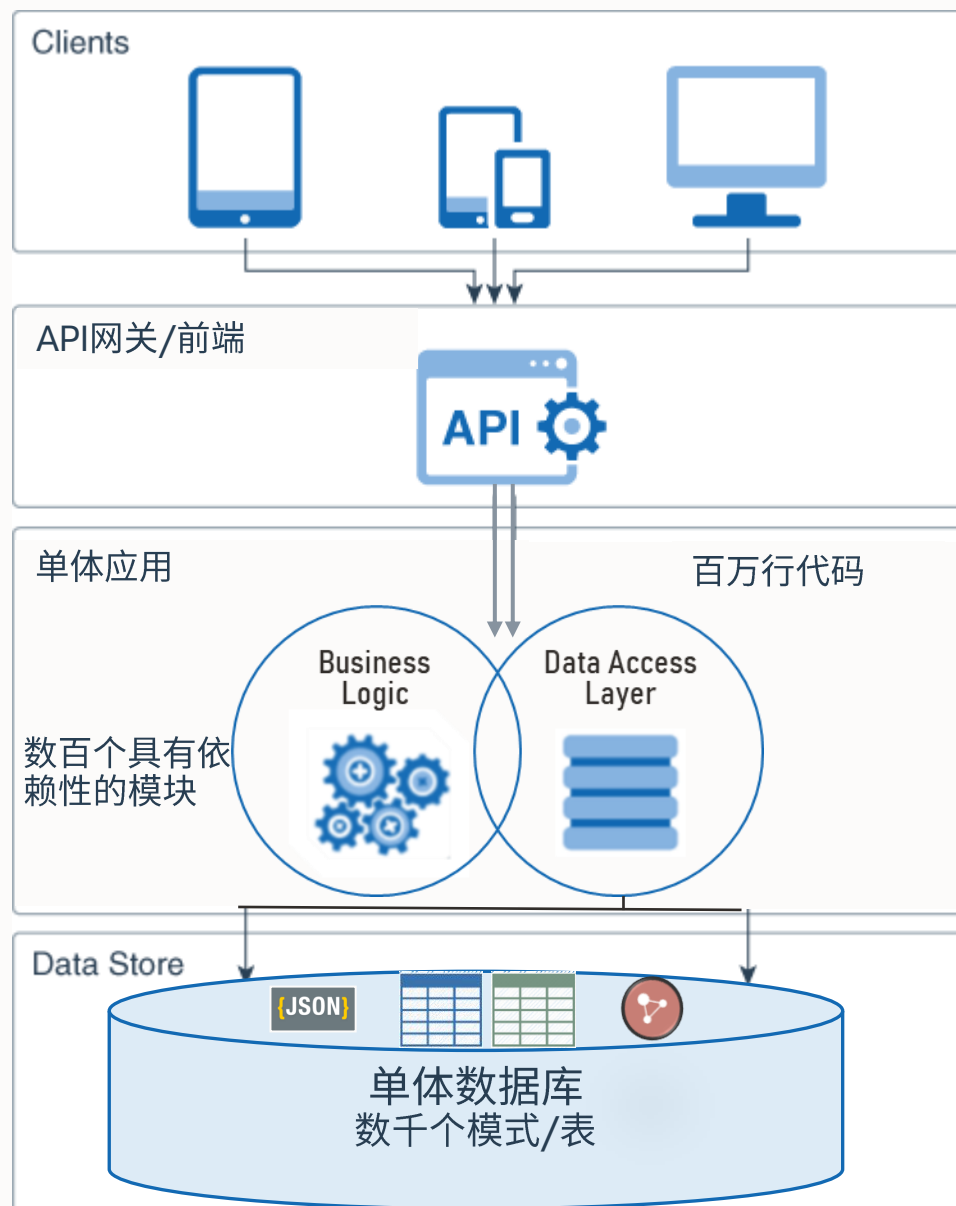 Clients
API网关/前端
API
单体应用
百万行代码
Business
Logic
Data Access
Layer
数百个具有依
赖性的模块
Data Store
{JSON}
单体数据库
数千个模式/表